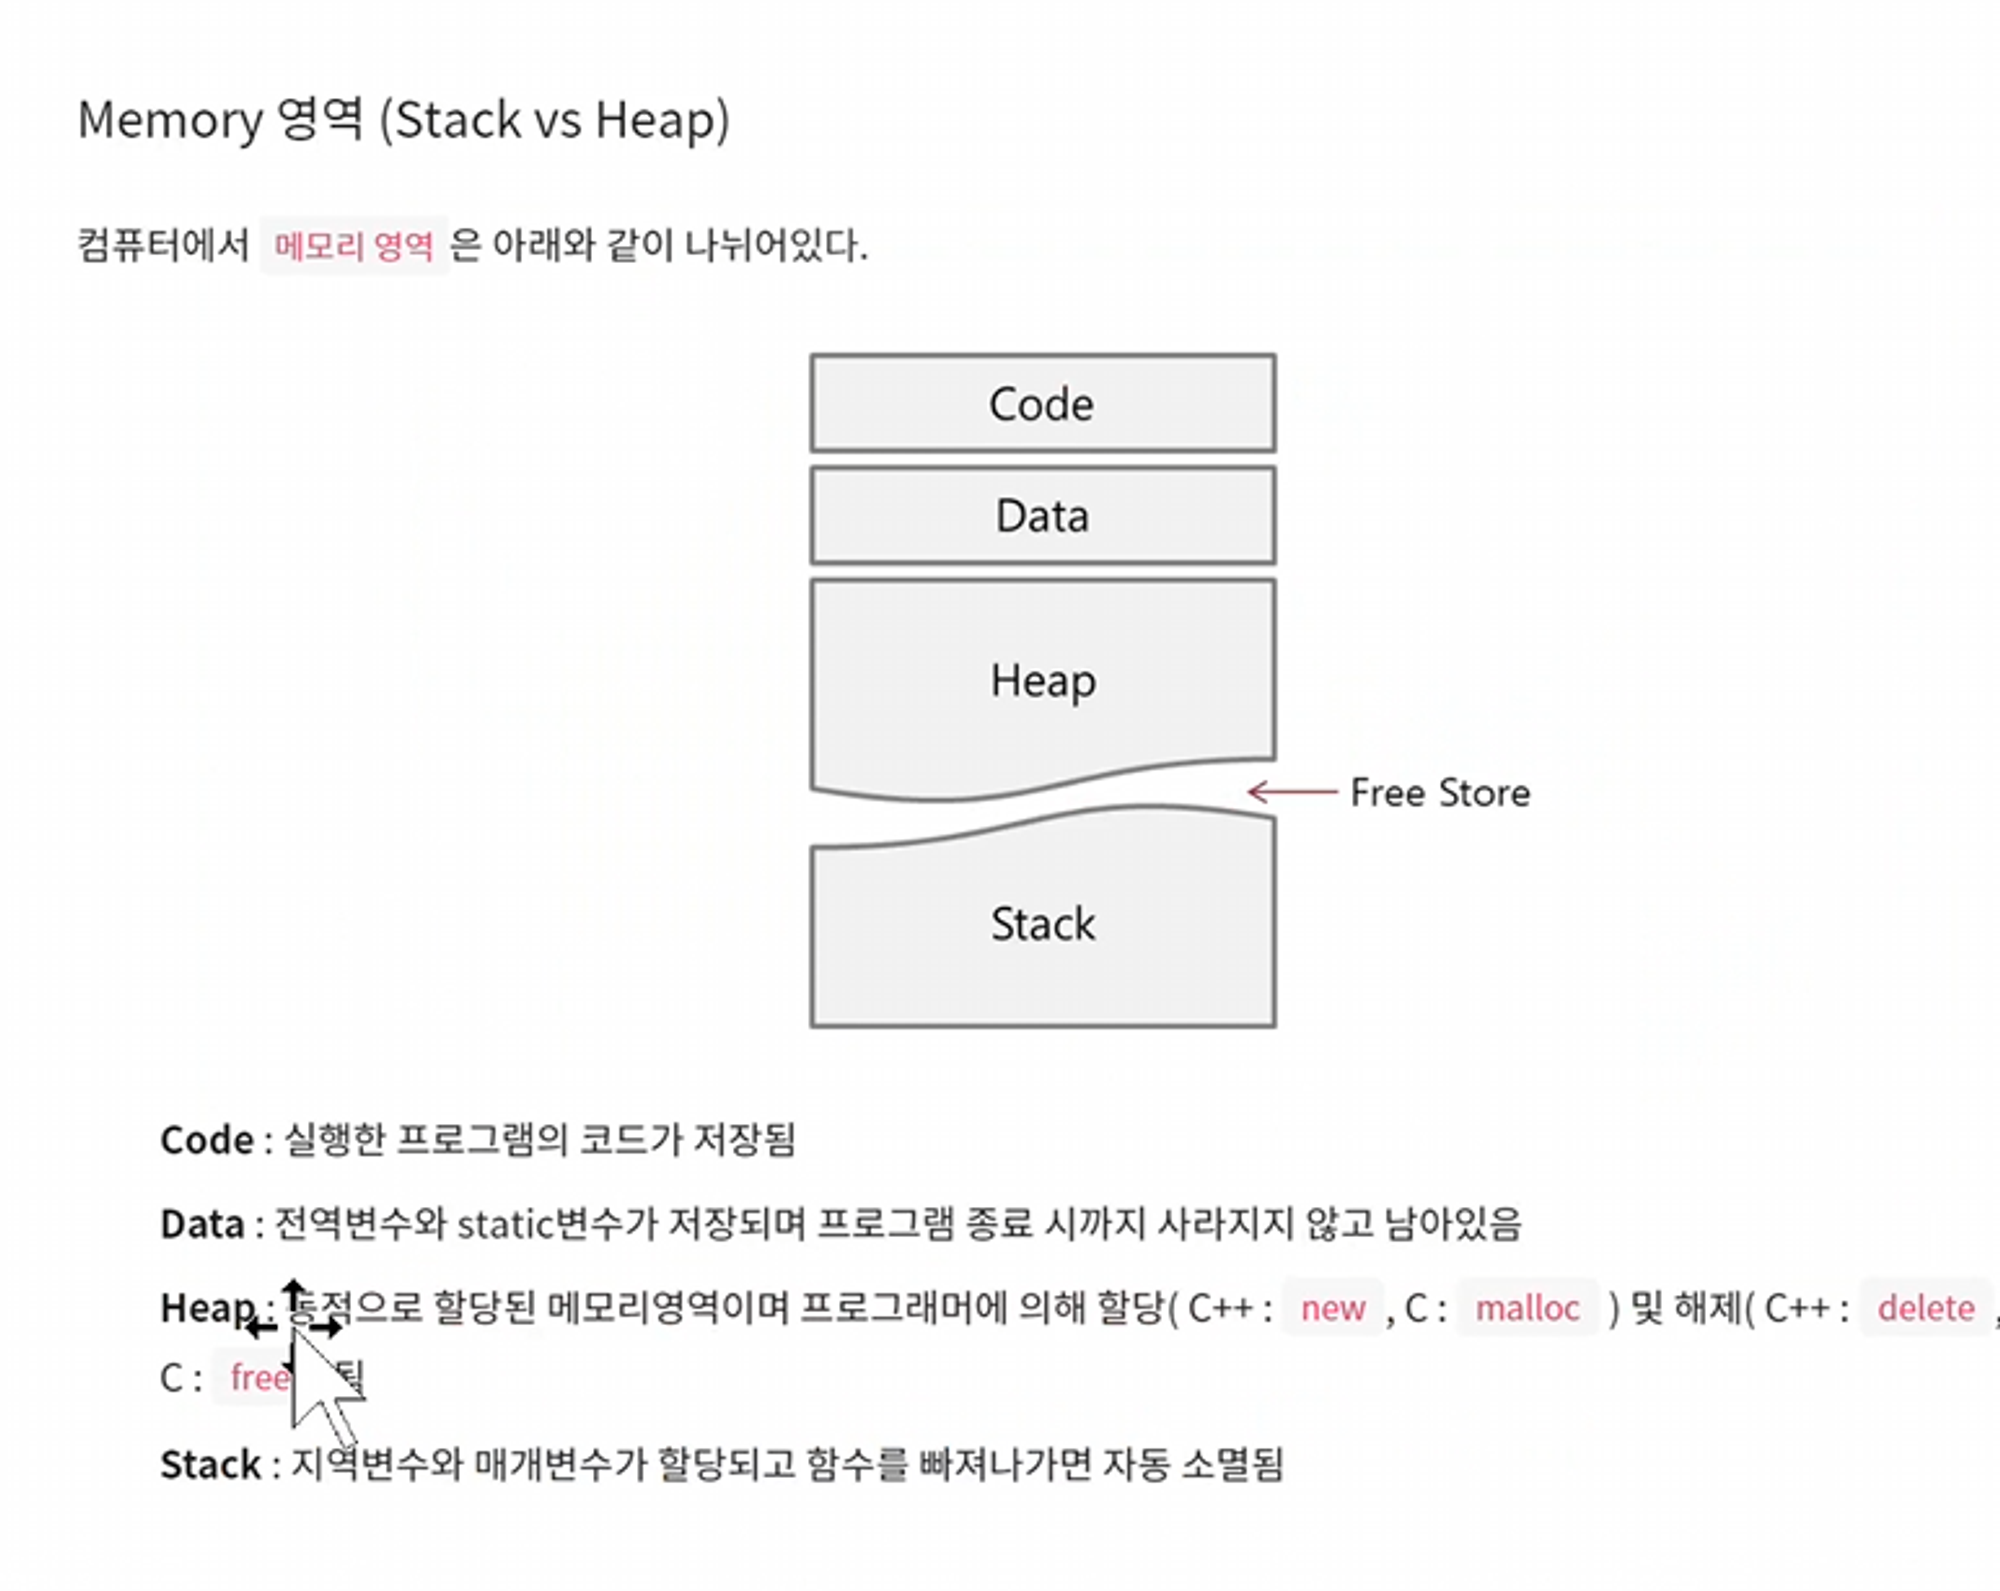 Memory 영역 (Stack vs Heap)
컴퓨터에서 메모리 영역 은 아래와 같이 나뉘어있다.
Code
Data
Heap
Free Store
Stack
Code : 실행한 프로그램의 코드가 저장됨
Data : 전역변수와 static변수가 저장되며 프로그램 종료 시까지 사라지지 않고 남아있음
Heap : 동적으로 할당된 메모리영역이며 프로그래머에 의해 할당( C++ : new , C : malloc ) 및 해제( C++ : delete ,
C : free 됨
Stack : 지역변수와 매개변수가 할당되고 함수를 빠져나가면 자동 소멸됨